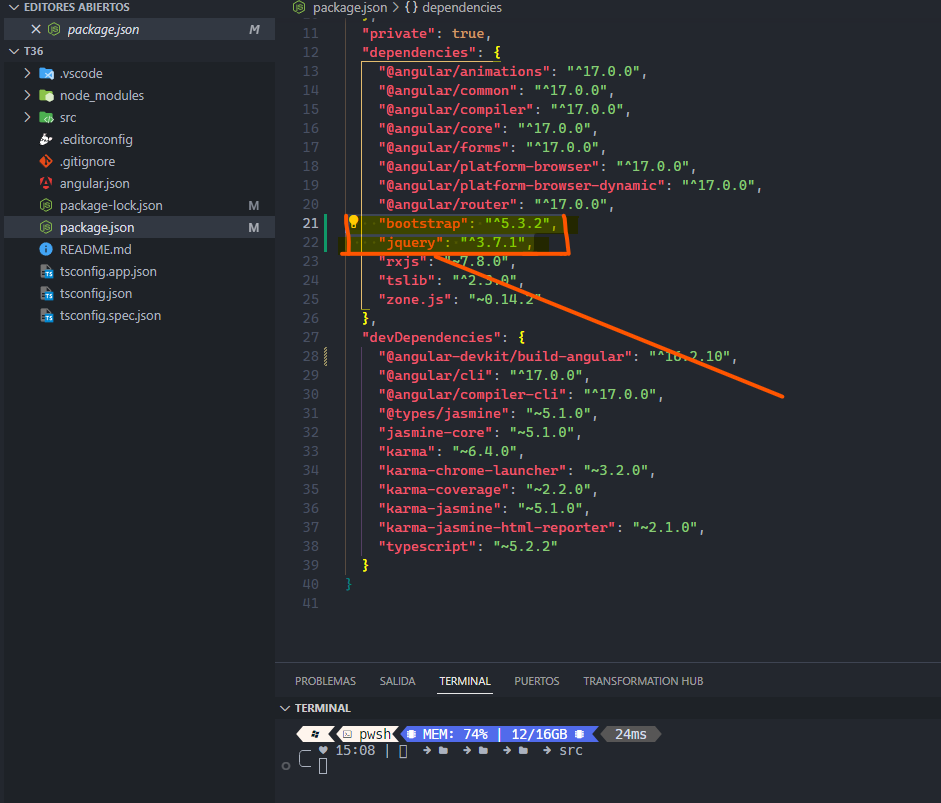 EDITORES ABIERTOS
package.json M
T36
.vscode
node_modules
src
.editorconfig
.gitignore
angular.json
package-lock.json M
package.json M
README.md
tsconfig.app.json
tsconfig.json
tsconfig.spec.json
package.json > {} dependencies
11 "private": true,
12 "dependencies": {
13 "@angular/animations": "^17.0.0",
14 "@angular/common": "^17.0.0",
15 "@angular/compiler": "^17.0.0",
16 "@angular/core": "^17.0.0",
17 "@angular/forms": "^17.0.0",
18 "@angular/platform-browser": "^17.0.0",
19 "@angular/platform-browser-dynamic": "^17.0.0",
20 "@angular/router": "^17.0.0",
21 "bootstrap": "^5.3.2",
22 "jquery": "^3.7.1",
23 "rxjs": "~7.8.0",
24 "tslib": "^2.3.0",
25 "zone.js": "~0.14.2"
26 },
27 "devDependencies": {
28 "@angular-devkit/build-angular": "^16.2.10",
29 "@angular/cli": "^17.0.0",
30 "@angular/compiler-cli": "^17.0.0",
31 "@types/jasmine": "~5.1.0",
32 "jasmine-core": "~5.1.0",
33 "karma": "~6.4.0",
34 "karma-chrome-launcher": "~3.2.0",
35 "karma-coverage": "~2.2.0",
36 "karma-jasmine": "~5.1.0",
37 "karma-jasmine-html-reporter": "~2.1.0",
38 "typescript": "~5.2.2"
39 }
40 }
41
PROBLEMAS SALIDA TERMINAL PUERTOS TRANSFORMATION HUB
TERMINAL
pwsh MEM: 74% | 12/16GB 24ms
15:08 | src